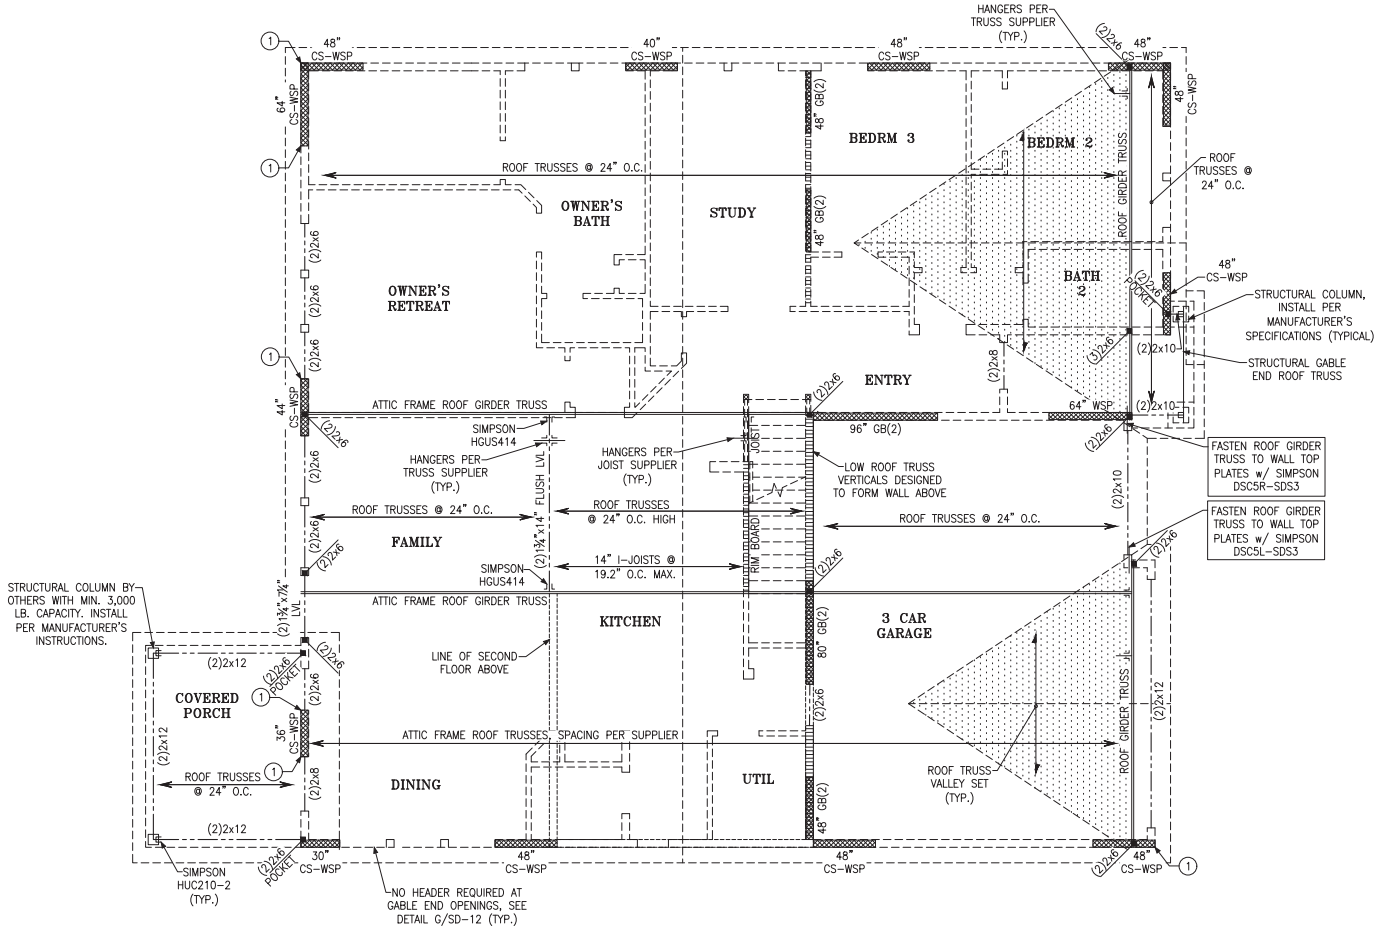 HANGERS PER
TRUSS SUPPLIER
(TYP.)
(2)2x6
1
48"
CS-WSP
40"
CS-WSP
48"
CS-WSP
48"
CS-WSP
64"
CS-WSP
1
48" GB(2)
48"
CS-WSP
BEDRM 3
BEDRM 2
ROOF TRUSSES @ 24" O.C.
ROOF GIRDER TRUSS
ROOF
TRUSSES @
24" O.C.
OWNER'S
BATH
STUDY
48" GB(2)
(2)2x6
(2)2x6
(2)2x6
OWNER'S
RETREAT
BATH
2
(2)2x6
POCKET
48"
CS-WSP
STRUCTURAL COLUMN,
INSTALL PER
MANUFACTURER'S
SPECIFICATIONS (TYPICAL)
(3)2x6
(2)2x10
STRUCTURAL GABLE
END ROOF TRUSS
1
(2)2x8
ENTRY
(2)2x6
44"
CS-WSP
ATTIC FRAME ROOF GIRDER TRUSS
64" WSP
(2)2x10
(2)2x6
SIMPSON
HGUS414
96" GB(2)
(2)2x6
JOIST
HANGERS PER
TRUSS SUPPLIER
(TYP.)
HANGERS PER
JOIST SUPPLIER
(TYP.)
LOW ROOF TRUSS
VERTICALS DESIGNED
TO FORM WALL ABOVE
FASTEN ROOF GIRDER
TRUSS TO WALL TOP
PLATES w/ SIMPSON
DSC5R-SDS3
(2)2x6
(2)1¾"x14" FLUSH LVL
(2)2x10
ROOF TRUSSES @ 24" O.C.
ROOF TRUSSES
@ 24" O.C. HIGH
ROOF TRUSSES @ 24" O.C.
FASTEN ROOF GIRDER
TRUSS TO WALL TOP
PLATES w/ SIMPSON
DSC5L-SDS3
(2)2x6
FAMILY
RIM BOARD
(2)2x6
(2)2x6
(2)2x6
SIMPSON
HGUS414
14" I-JOISTS @
19.2" O.C. MAX.
STRUCTURAL COLUMN BY
OTHERS WITH MIN. 3,000
LB. CAPACITY. INSTALL
PER MANUFACTURER'S
INSTRUCTIONS.
(2)1¾"x7¼"
LVL
ATTIC FRAME ROOF GIRDER TRUSS
KITCHEN
3 CAR
GARAGE
80" GB(2)
(2)2x12
(2)2x6
POCKET
(2)2x6
LINE OF SECOND
FLOOR ABOVE
(2)2x6
1
COVERED
PORCH
(2)2x6
ROOF GIRDER TRUSS
(2)2x12
(2)2x12
36"
CS-WSP
ATTIC FRAME ROOF TRUSSES, SPACING PER SUPPLIER
1
ROOF TRUSSES
@ 24" O.C.
(2)2x8
DINING
UTIL
ROOF TRUSS
VALLEY SET
(TYP.)
(2)2x12
48" GB(2)
(2)2x6
POCKET
30"
CS-WSP
48"
CS-WSP
48"
CS-WSP
(2)2x6
48"
CS-WSP
1
SIMPSON
HUC210-2
(TYP.)
NO HEADER REQUIRED AT
GABLE END OPENINGS, SEE
DETAIL G/SD-12 (TYP.)